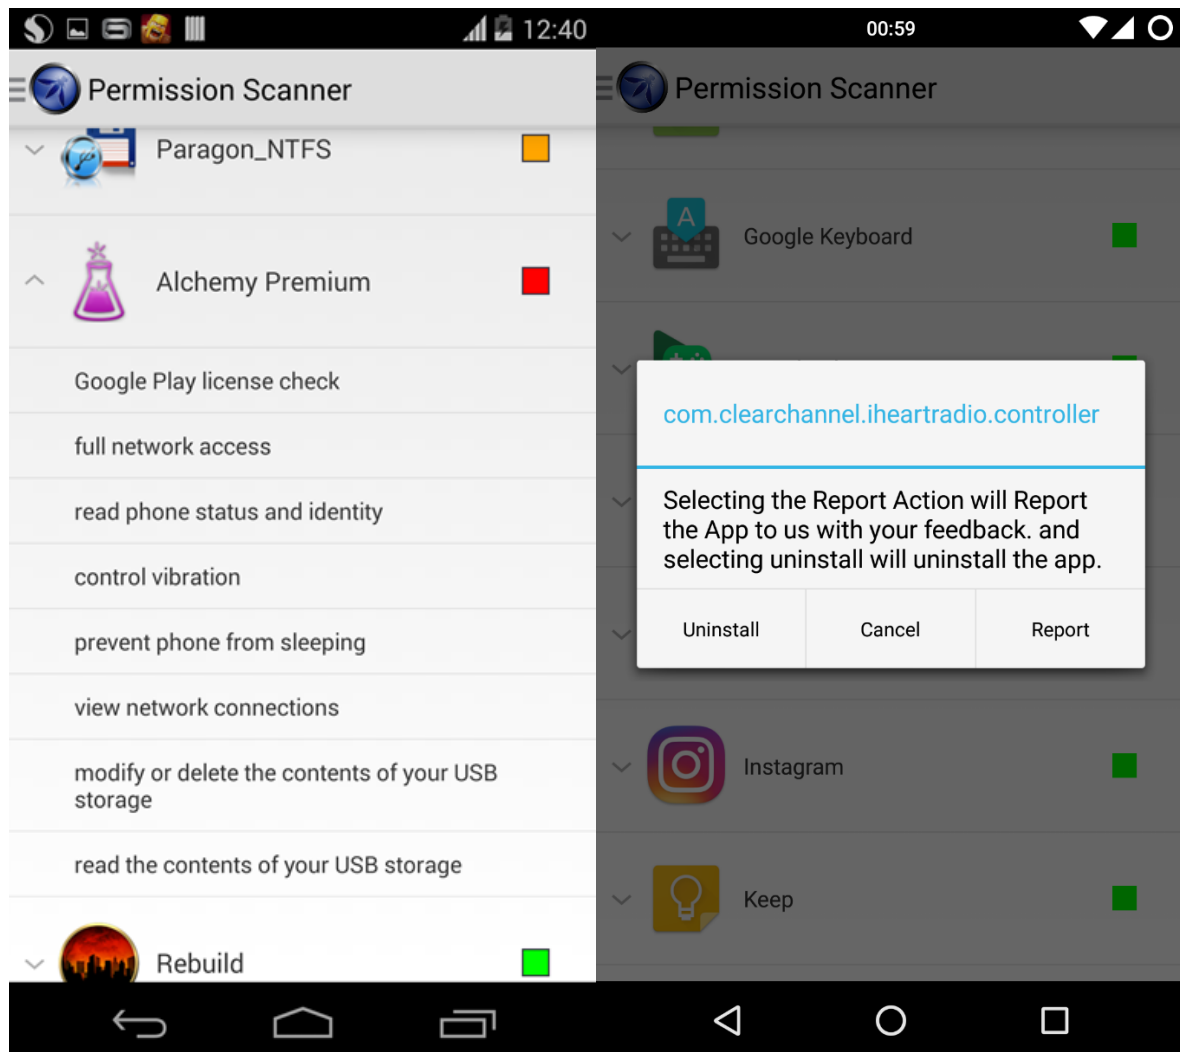 12:40
Permission Scanner
Paragon_NTFS
Alchemy Premium
Google Play license check
full network access
read phone status and identity
control vibration
prevent phone from sleeping
view network connections
modify or delete the contents of your USB
storage
read the contents of your USB storage
Rebuild
00:59
Permission Scanner
A
Google Keyboard
com.clearchannel.iheartradio.controller
Selecting the Report Action will Report
the App to us with your feedback. and
selecting uninstall will uninstall the app.
Uninstall
Cancel
Report
Instagram
Keep